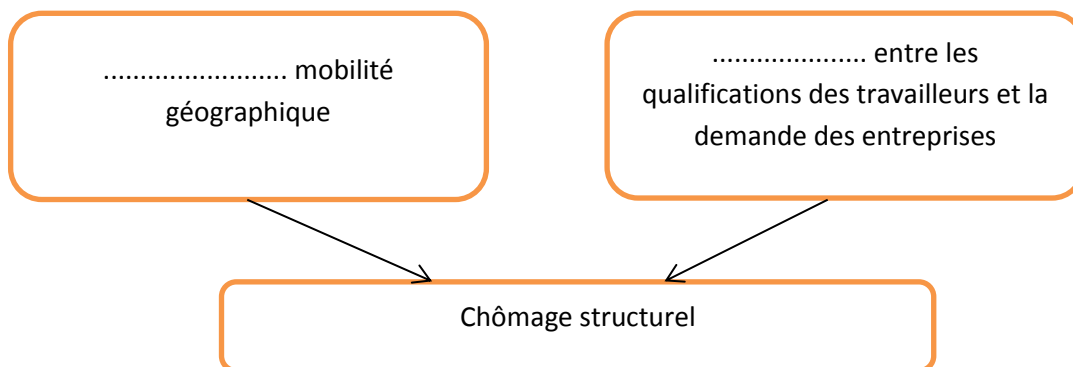 ......................... mobilité
géographique
..................... entre les
qualifications des travailleurs et la
demande des entreprises
Chômage structurel